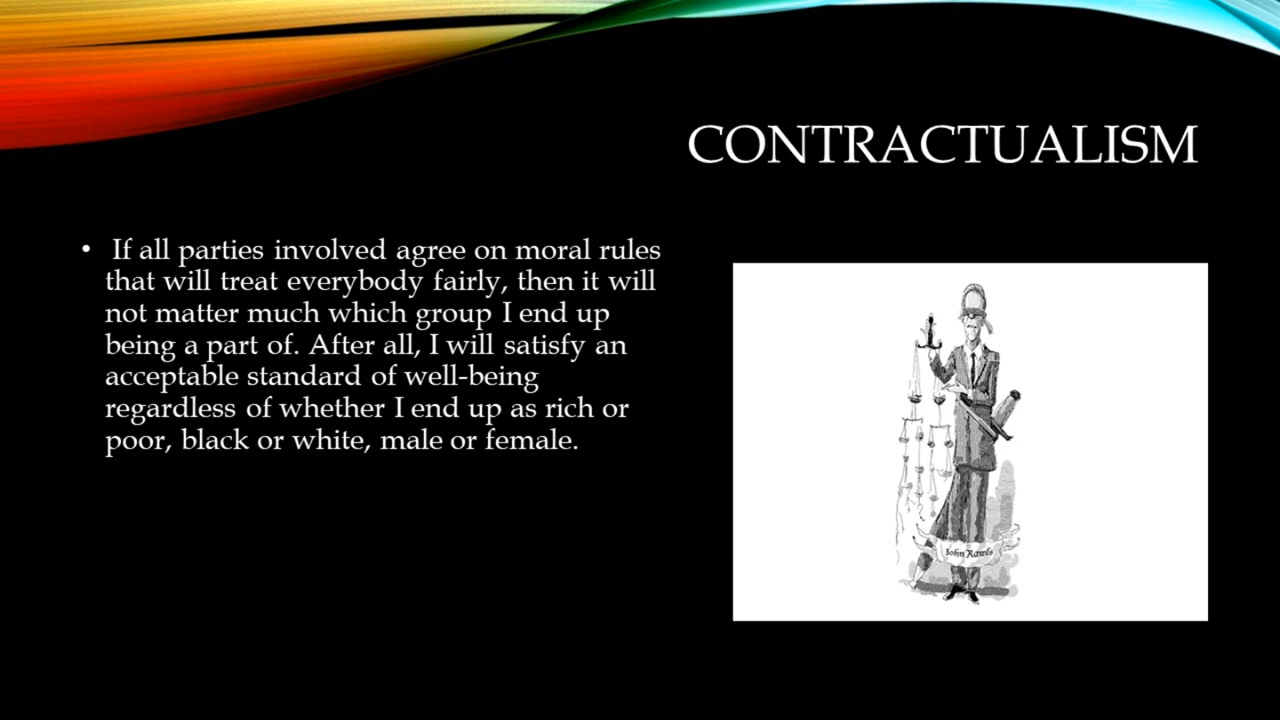 CONTRACTUALISM
• If all parties involved agree on moral rules
that will treat everybody fairly, then it will
not matter much which group I end up
being a part of. After all, I will satisfy an
acceptable standard of well-being
regardless of whether I end up as rich or
poor, black or white, male or female.
John Rawls